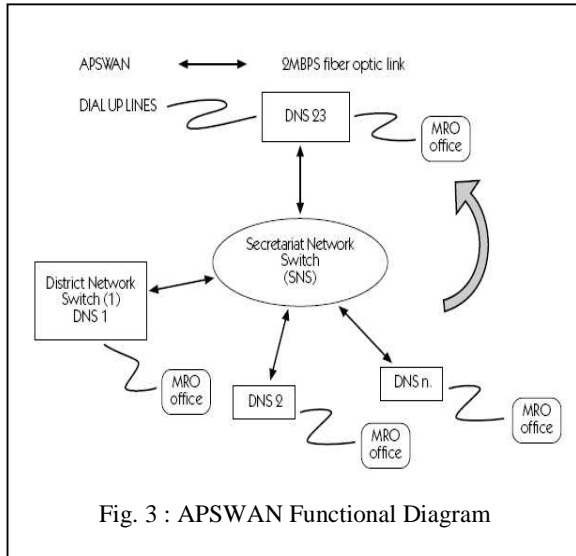 APSWAN
2MBPS fiber optic link
DIAL UP LINES
DNS 23
MRO
office
Secretariat Network
Switch
(SNS)
District Network
Switch (1)
DNS 1
MRO
office
DNS 2
MRO
office
DNS n.
MRO
office
Fig. 3 : APSWAN Functional Diagram